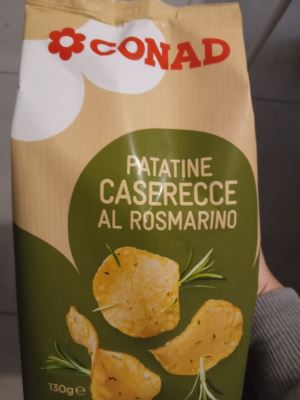 CONAD
PATATINE
CASERECCE
AL ROSMARINO
130g℮